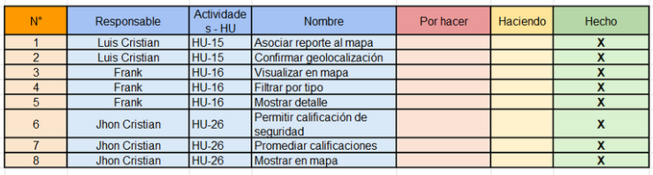 N° Responsable Actividade s - HU Nombre Por hacer Haciendo Hecho
1 Luis Cristian HU-15 Asociar reporte al mapa X
2 Luis Cristian HU-15 Confirmar geolocalización X
3 Frank HU-16 Visualizar en mapa X
4 Frank HU-16 Filtrar por tipo X
5 Frank HU-16 Mostrar detalle X
6 Jhon Cristian HU-26 Permitir calificación de seguridad X
7 Jhon Cristian HU-26 Promediar calificaciones X
8 Jhon Cristian HU-26 Mostrar en mapa X